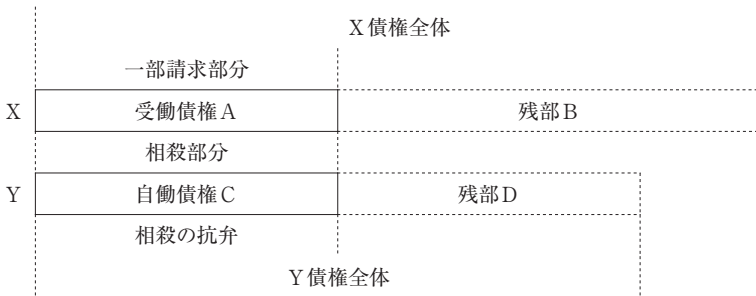 Ｘ債権全体
一部請求部分
Ｘ 受働債権Ａ 残部Ｂ
相殺部分
Ｙ 自働債権Ｃ 残部Ｄ
相殺の抗弁
Ｙ債権全体